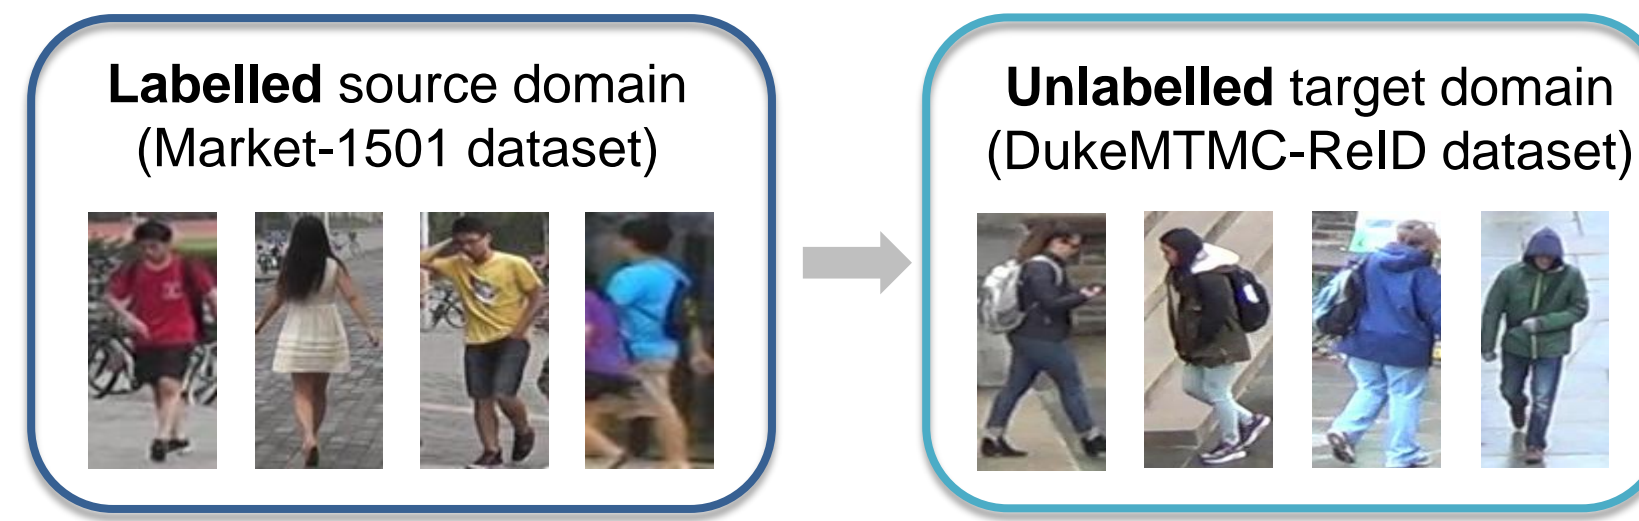 Labelled source domain
(Market-1501 dataset)
Unlabelled target domain
(DukeMTMC-ReID dataset)